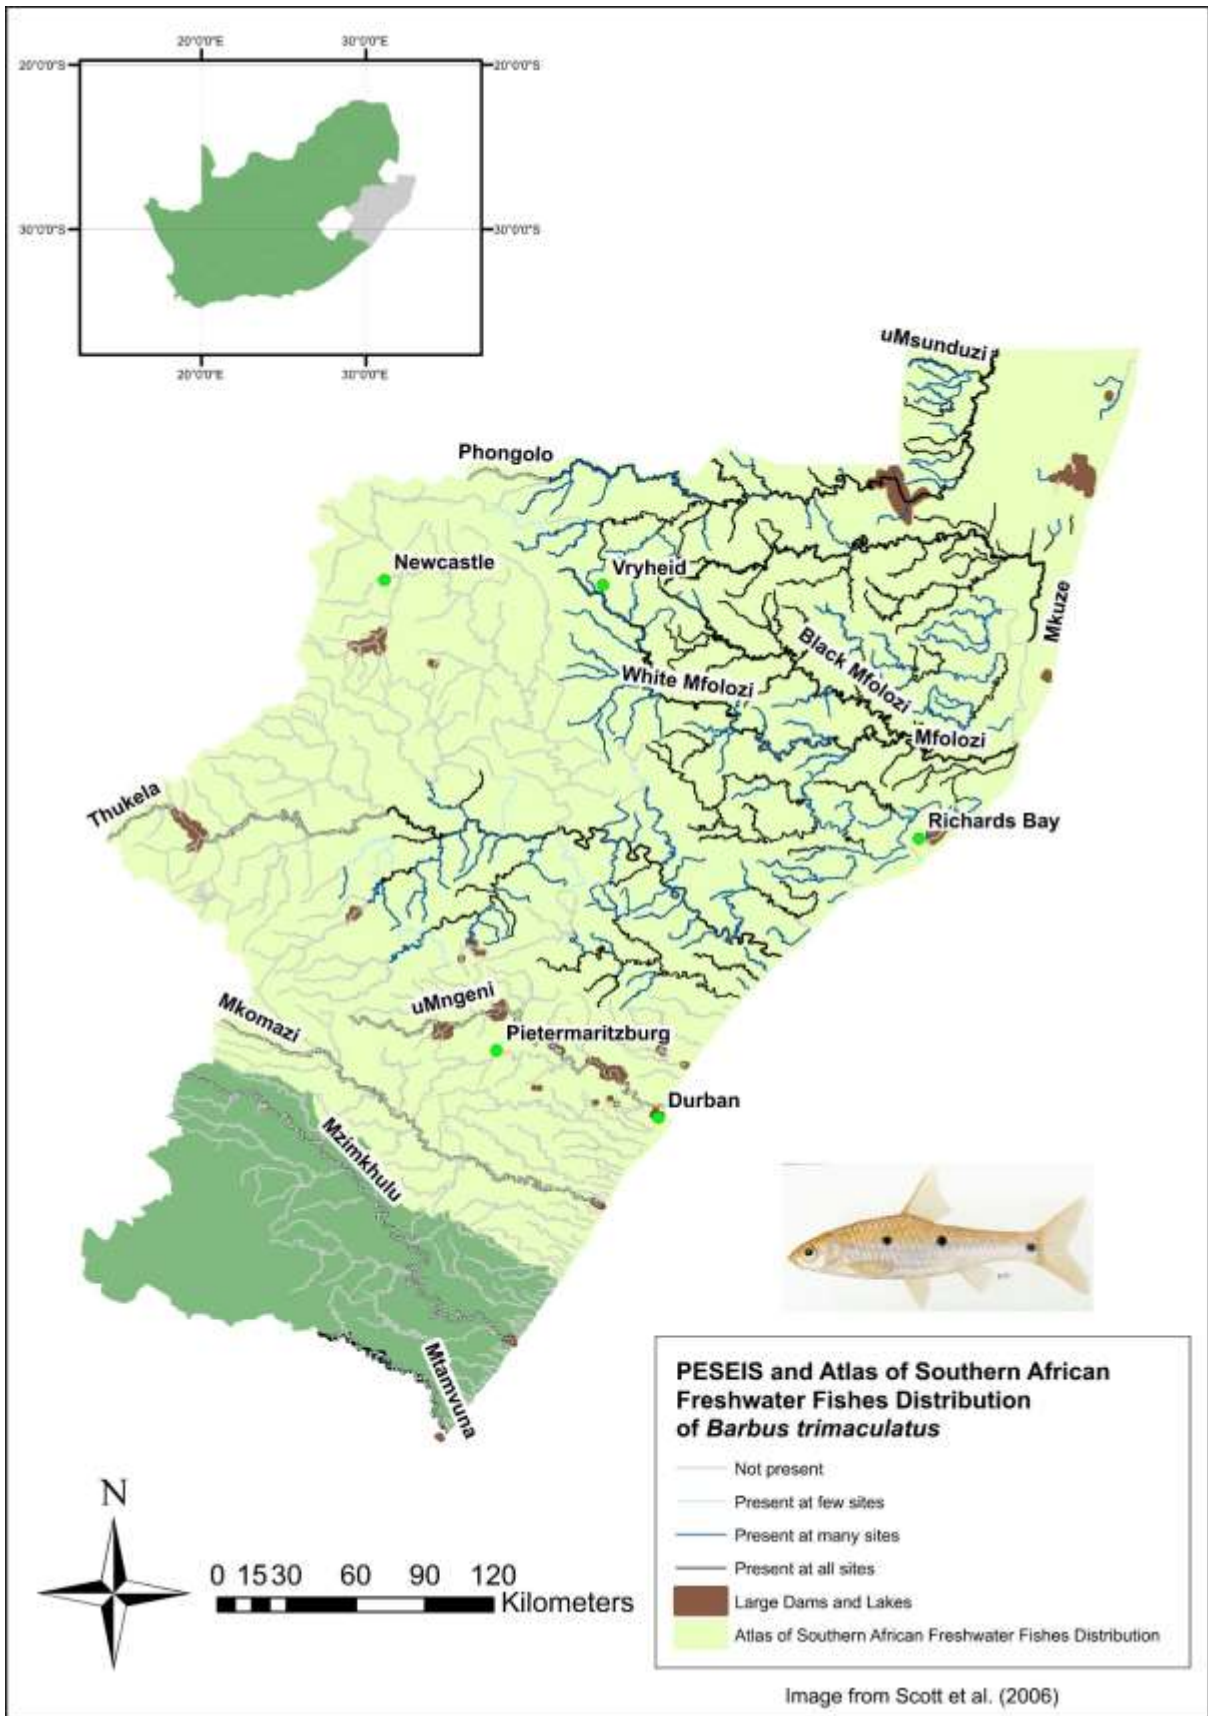 20°0'0"E
30°0'0"E
20°0'0"S
20°0'0"S
30°0'0"S
30°0'0"S
20°0'0"E
30°0'0"E
uMsunduzi
Phongolo
Newcastle
Vryheid
Mkuze
Black Mfolozi
White Mfolozi
Mfolozi
Thukela
Richards Bay
uMngeni
Mkomazi
Pietermaritzburg
Durban
Mzimkhulu
Mtamvuna
PESEIS and Atlas of Southern African
Freshwater Fishes Distribution
of Barbus trimaculatus
Not present
Present at few sites
Present at many sites
Present at all sites
Large Dams and Lakes
Atlas of Southern African Freshwater Fishes Distribution
N
0 15 30 60 90 120
Kilometers
Image from Scott et al. (2006)